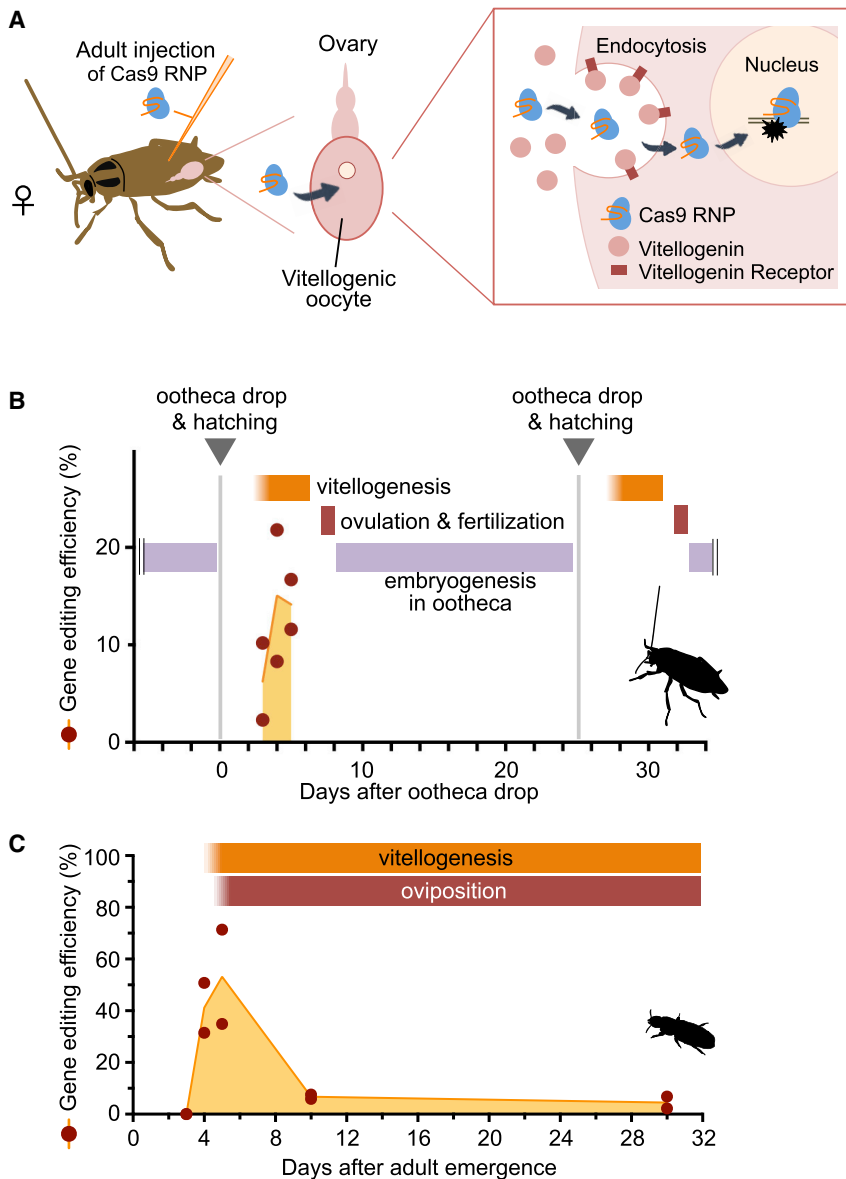 A
Adult injection
of Cas9 RNP
♀
Ovary
Vitellogenic
oocyte
Endocytosis
Nucleus
Cas9 RNP
Vitellogenin
Vitellogenin Receptor
B
ootheca drop
& hatching
ootheca drop
& hatching
vitellogenesis
ovulation & fertilization
embryogenesis
in ootheca
Gene editing efficiency (%)
20
10
0
0 10 20 30
Days after ootheca drop
C
vitellogenesis
oviposition
Gene editing efficiency (%)
100
80
60
40
20
0
0 4 8 12 16 20 24 28 32
Days after adult emergence